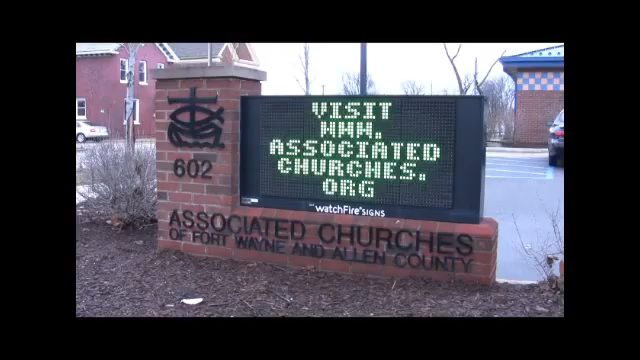 VISIT
WWW.
ASSOCIATED
CHURCHES.
ORG
watchFire SIGNS
602
ASSOCIATED CHURCHES
OF FORT WAYNE AND ALLEN COUNTY